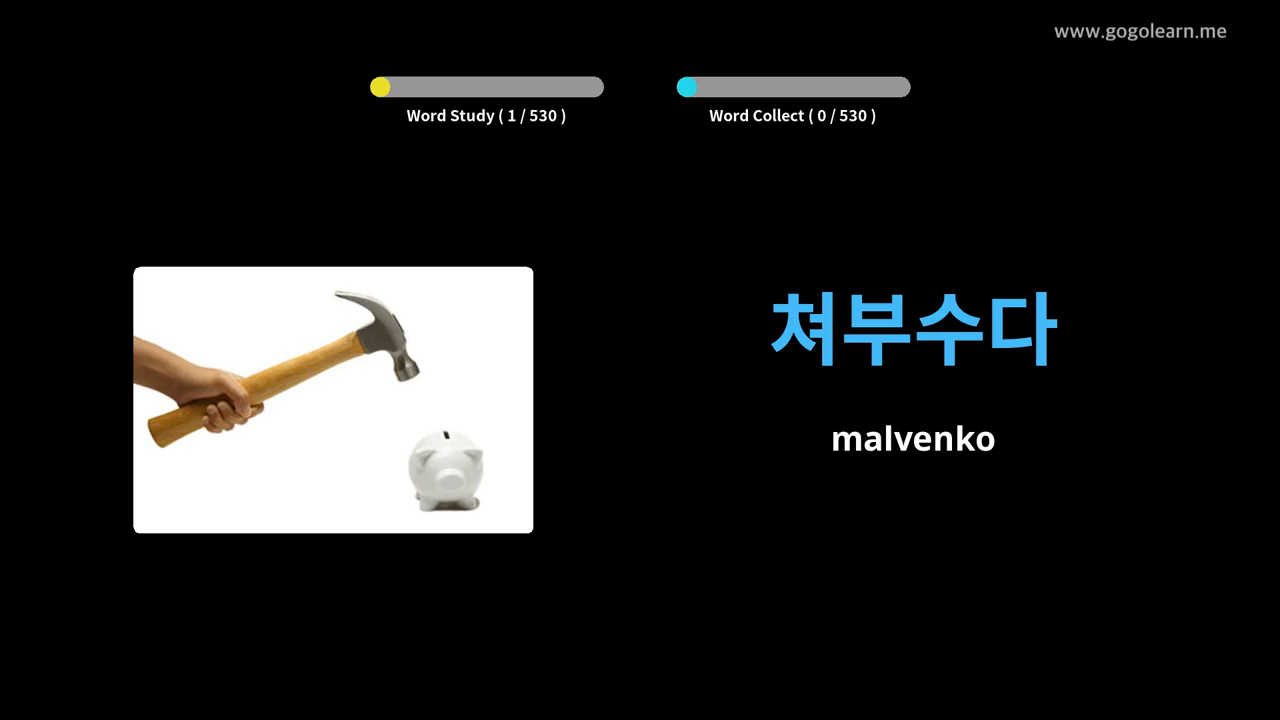 www.gogolearn.me
Word Study ( 1 / 530 )
Word Collect ( 0 / 530 )
쳐부수다
malvenko